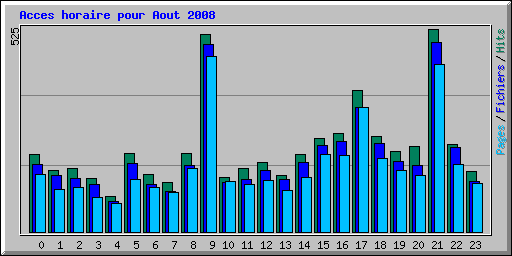 Acces horaire pour Aout 2008
525
Pages / Fichiers / Hits
0 1 2 3 4 5 6 7 8 9 10 11 12 13 14 15 16 17 18 19 20 21 22 23